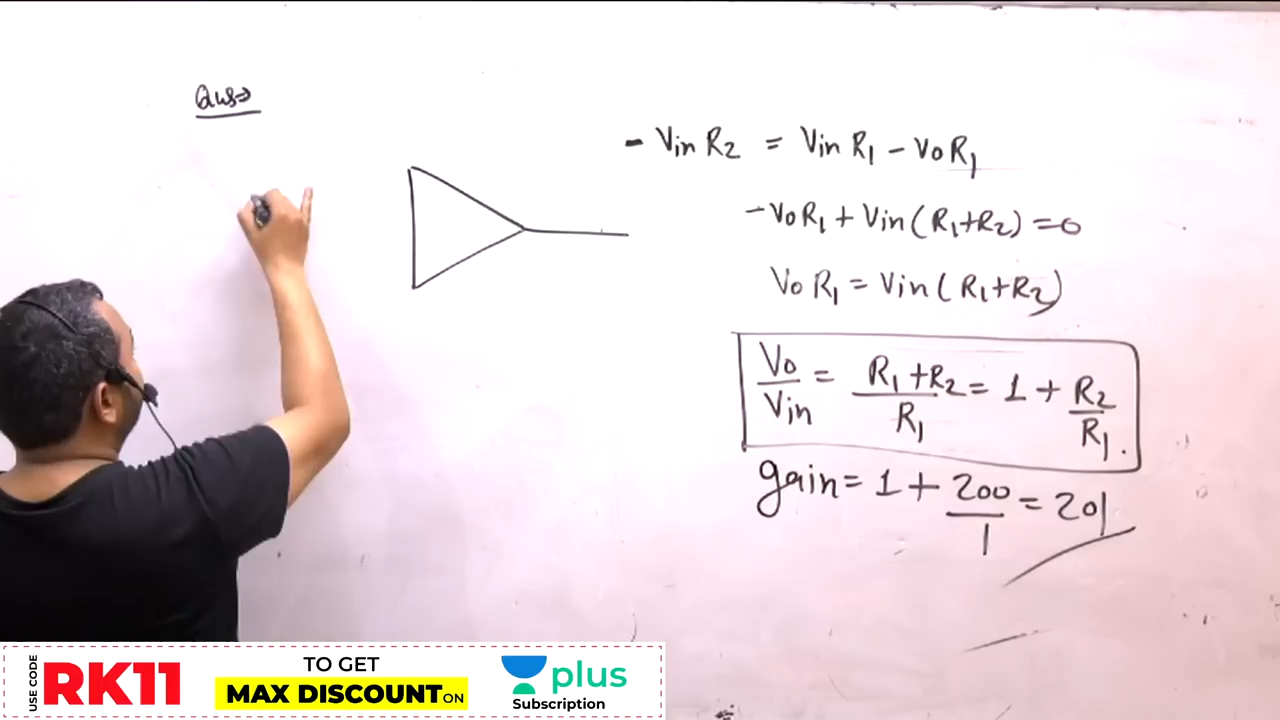 Qus⇒
- Vin R2 = Vin R1 - Vo R1
-Vo R1 + Vin (R1+R2) = 0
Vo R1 = Vin (R1+R2)
Vo/Vin = R1+R2/R1 = 1 + R2/R1.
gain = 1 + 200/1 = 201
USE CODE
RK11
TO GET
MAX DISCOUNT ON
plus
Subscription